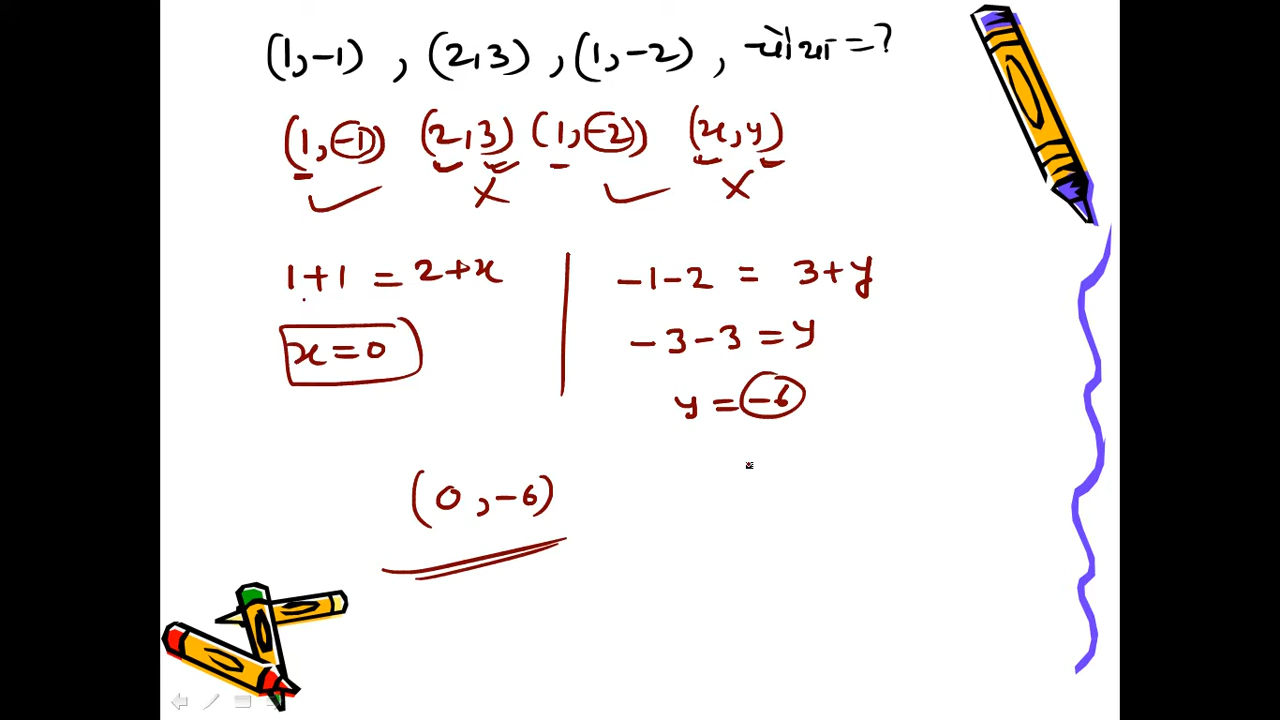 (1,-1) , (2,3) , (1,-2) , चौथा =?
(1,-1) (2,3) (1,-2) (x,y)
✓ × ✓ ×
1+1 = 2+x
x=0
-1-2 = 3+y
-3-3 =y
y=-6
(0,-6)